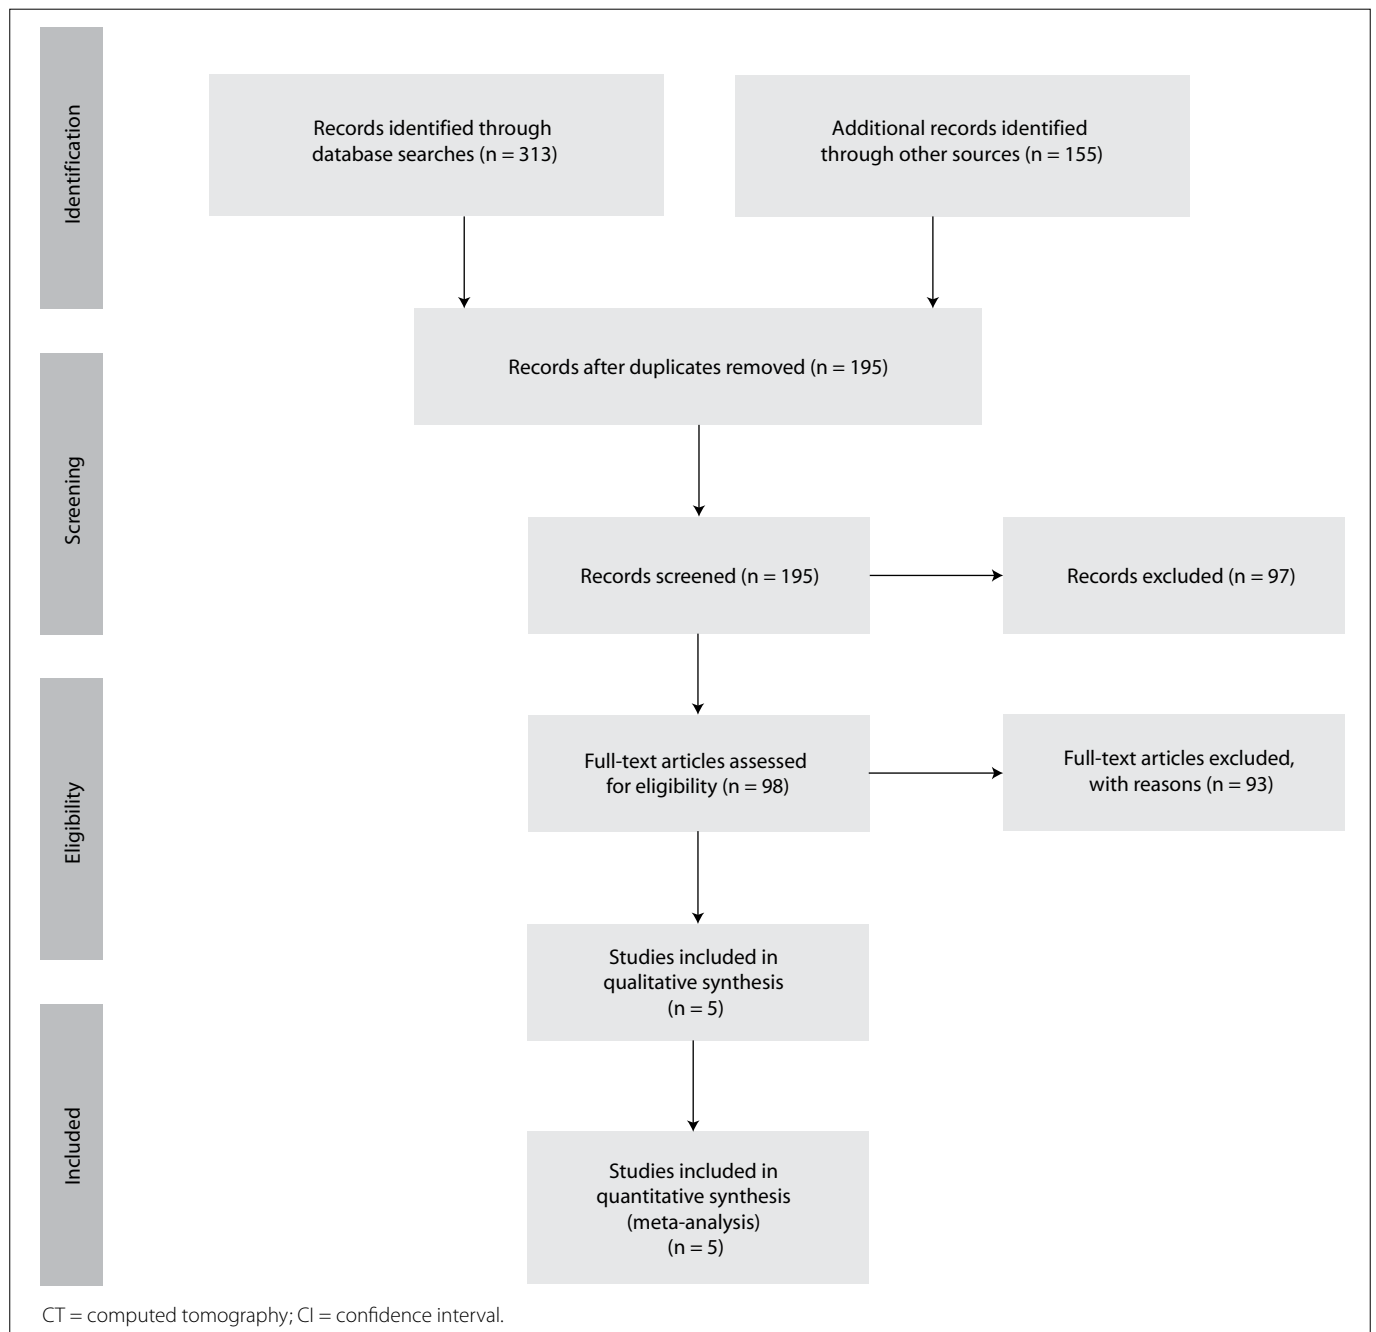 Identification
Records identified through
database searches (n = 313)
Additional records identified
through other sources (n = 155)
Records after duplicates removed (n = 195)
Screening
Records screened (n = 195)
Records excluded (n = 97)
Eligibility
Full-text articles assessed
for eligibility (n = 98)
Full-text articles excluded,
with reasons (n = 93)
Studies included in
qualitative synthesis
(n = 5)
Included
Studies included in
quantitative synthesis
(meta-analysis)
(n = 5)
CT = computed tomography; CI = confidence interval.